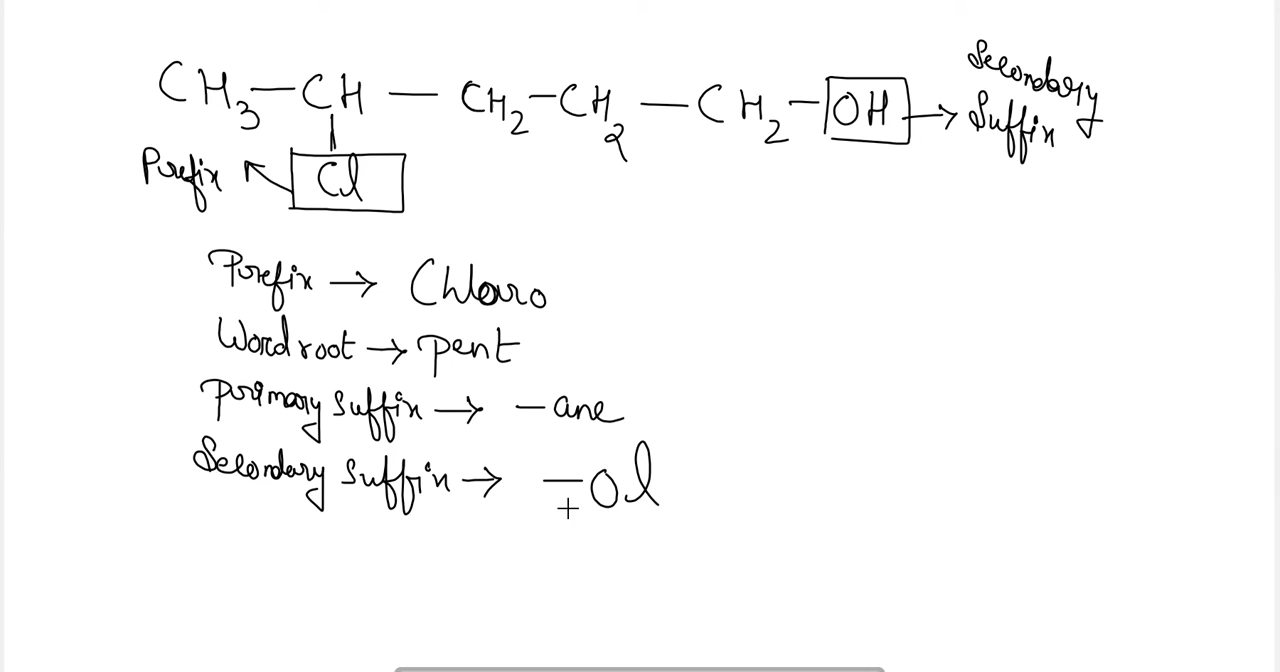 CH₃—CH—CH₂—CH₂—CH₂—OH → Secondary Suffix
Prefix ← Cl
Prefix → Chloro
Word root → pent
Primary suffix → —ane
Secondary suffix → —ol